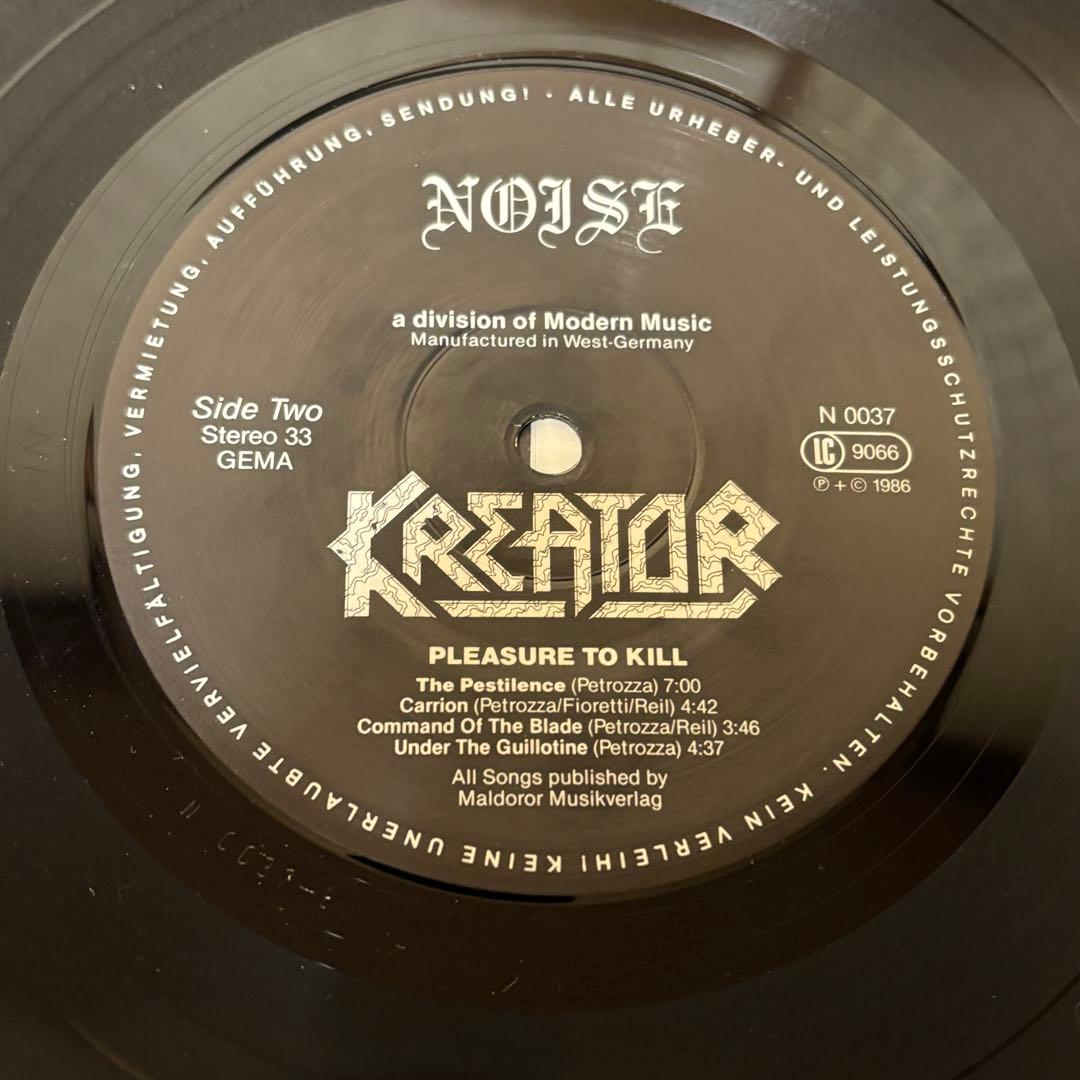 ALLE URHEBER- UND LEISTUNGSSCHUTZRECHTE VORBEHALTEN. KEIN VERLEIH! KEINE UNERLAUBTE VERVIELFÄLTIGUNG, VERMIETUNG, AUFFÜHRUNG, SENDUNG! ·
NOISE
a division of Modern Music
Manufactured in West-Germany
Side Two
Stereo 33
GEMA
N 0037
LC 9066
℗ + © 1986
KREATOR
PLEASURE TO KILL
The Pestilence (Petrozza) 7:00
Carrion (Petrozza/Fioretti/Reil) 4:42
Command Of The Blade (Petrozza/Reil) 3:46
Under The Guillotine (Petrozza) 4:37
All Songs published by
Maldoror Musikverlag